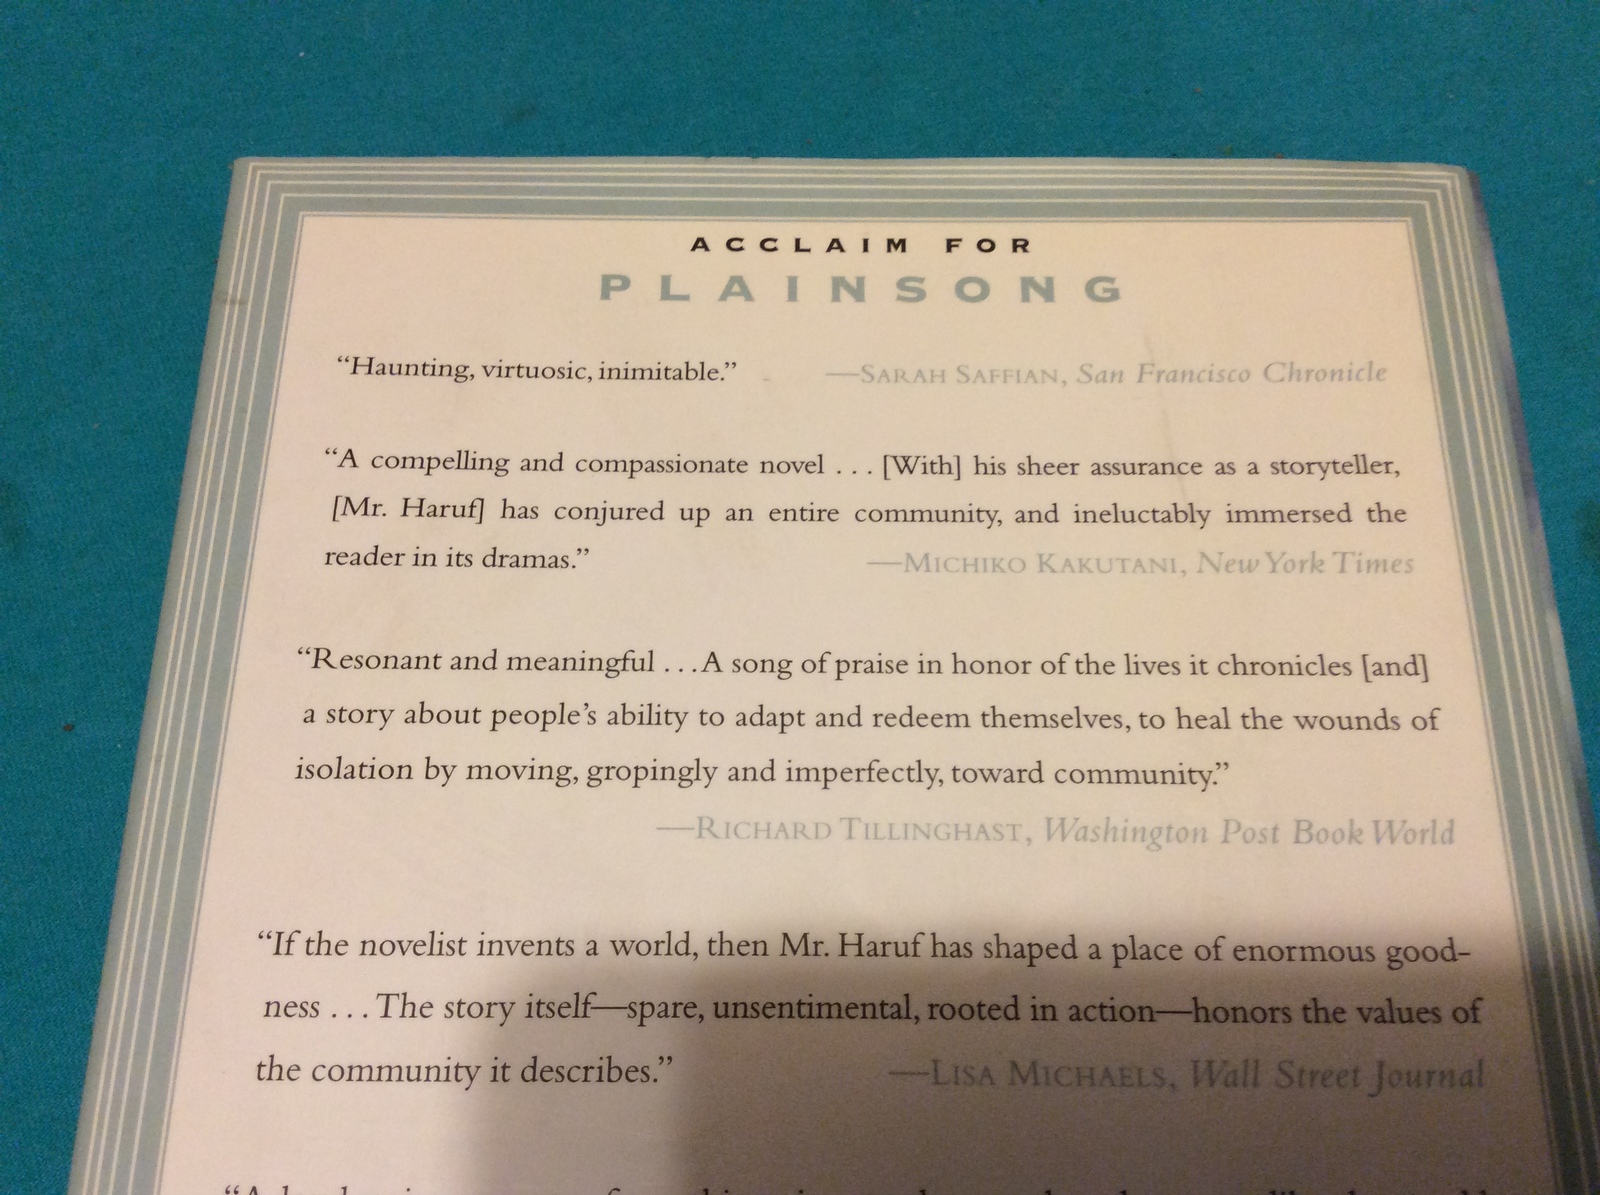 ACCLAIM FOR
PLAINSONG
“Haunting, virtuosic, inimitable.” —SARAH SAFFIAN, San Francisco Chronicle
“A compelling and compassionate novel . . . [With] his sheer assurance as a storyteller,
[Mr. Haruf] has conjured up an entire community, and ineluctably immersed the
reader in its dramas.” —MICHIKO KAKUTANI, New York Times
“Resonant and meaningful . . . A song of praise in honor of the lives it chronicles [and]
a story about people’s ability to adapt and redeem themselves, to heal the wounds of
isolation by moving, gropingly and imperfectly, toward community.”
—RICHARD TILLINGHAST, Washington Post Book World
“If the novelist invents a world, then Mr. Haruf has shaped a place of enormous good-
ness . . . The story itself—spare, unsentimental, rooted in action—honors the values of
the community it describes.” —LISA MICHAELS, Wall Street Journal